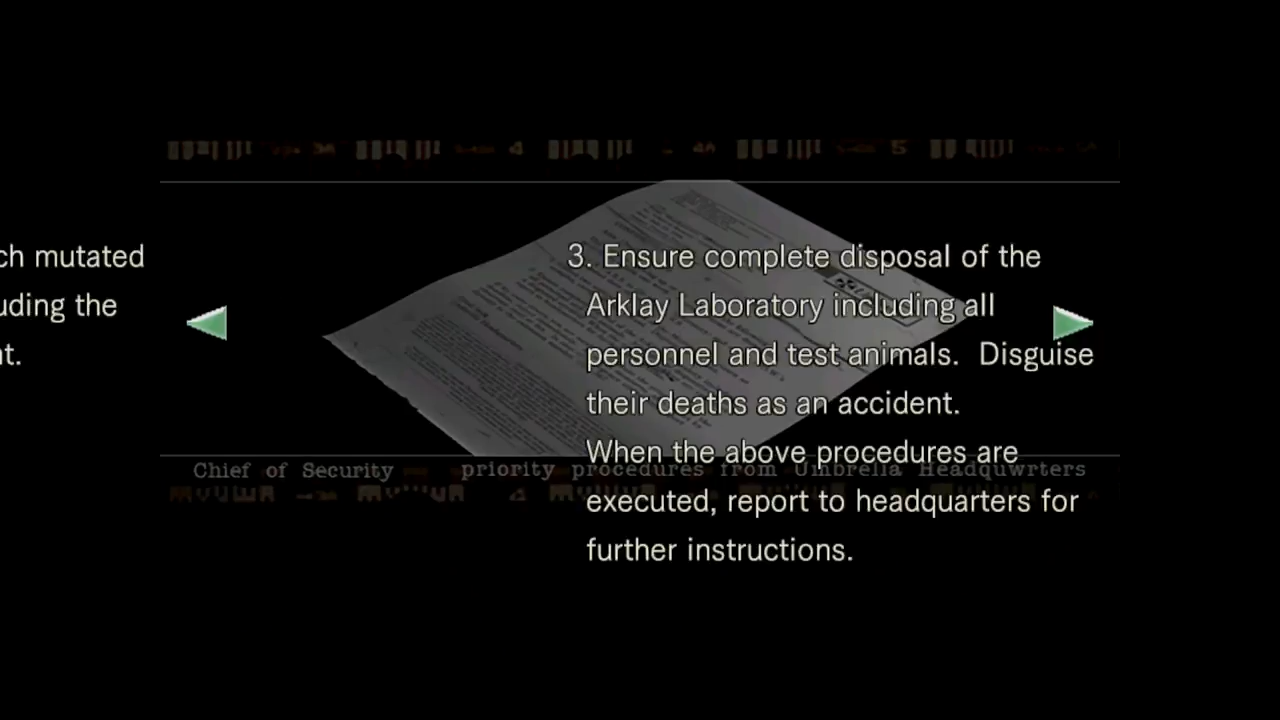 ch mutated
uding the
t.
3. Ensure complete disposal of the
Arklay Laboratory including all
personnel and test animals.  Disguise
their deaths as an accident.
When the above procedures are
executed, report to headquarters for
further instructions.
Chief of Security priority procedures from Umbrella Headquwrters